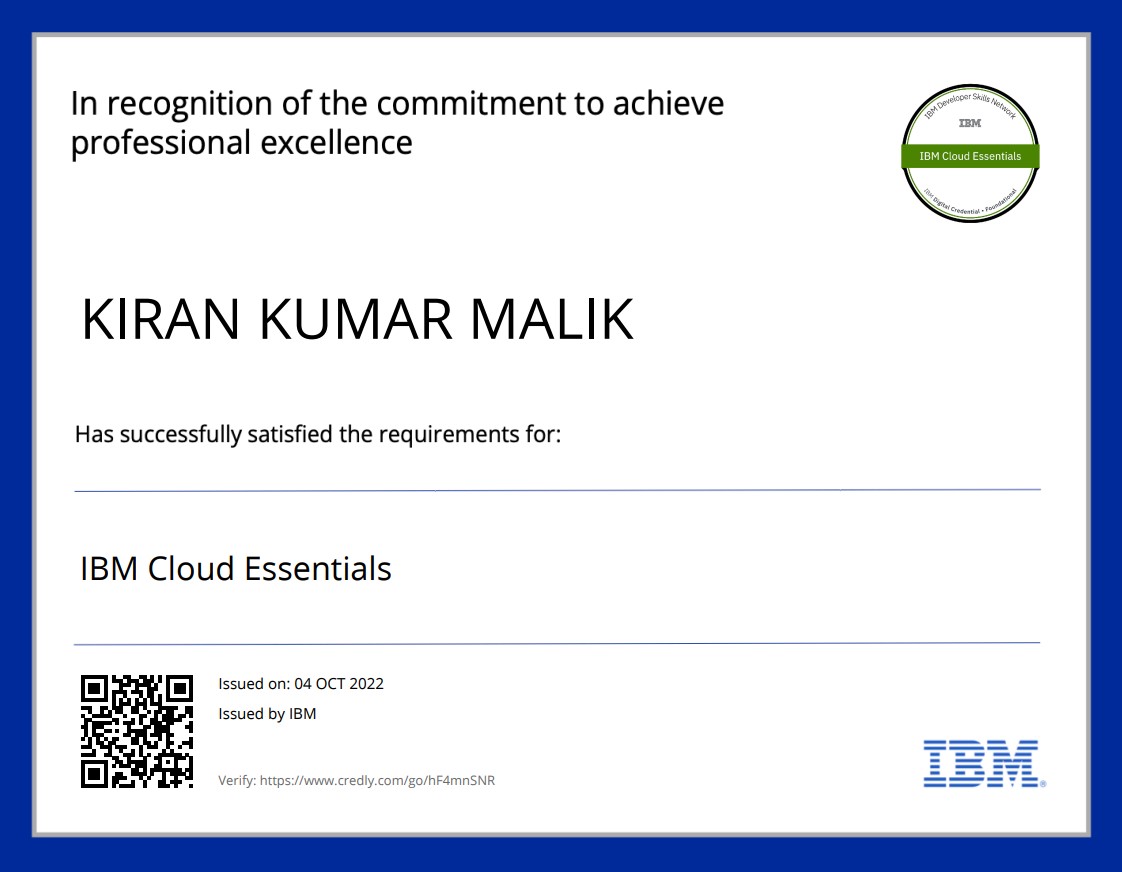 In recognition of the commitment to achieve
professional excellence
IBM Developer Skills Network
IBM
IBM Cloud Essentials
IBM Digital Credential • Foundational
KIRAN KUMAR MALIK
Has successfully satisfied the requirements for:
IBM Cloud Essentials
Issued on: 04 OCT 2022
Issued by IBM
Verify: https://www.credly.com/go/hF4mnSNR
IBM®